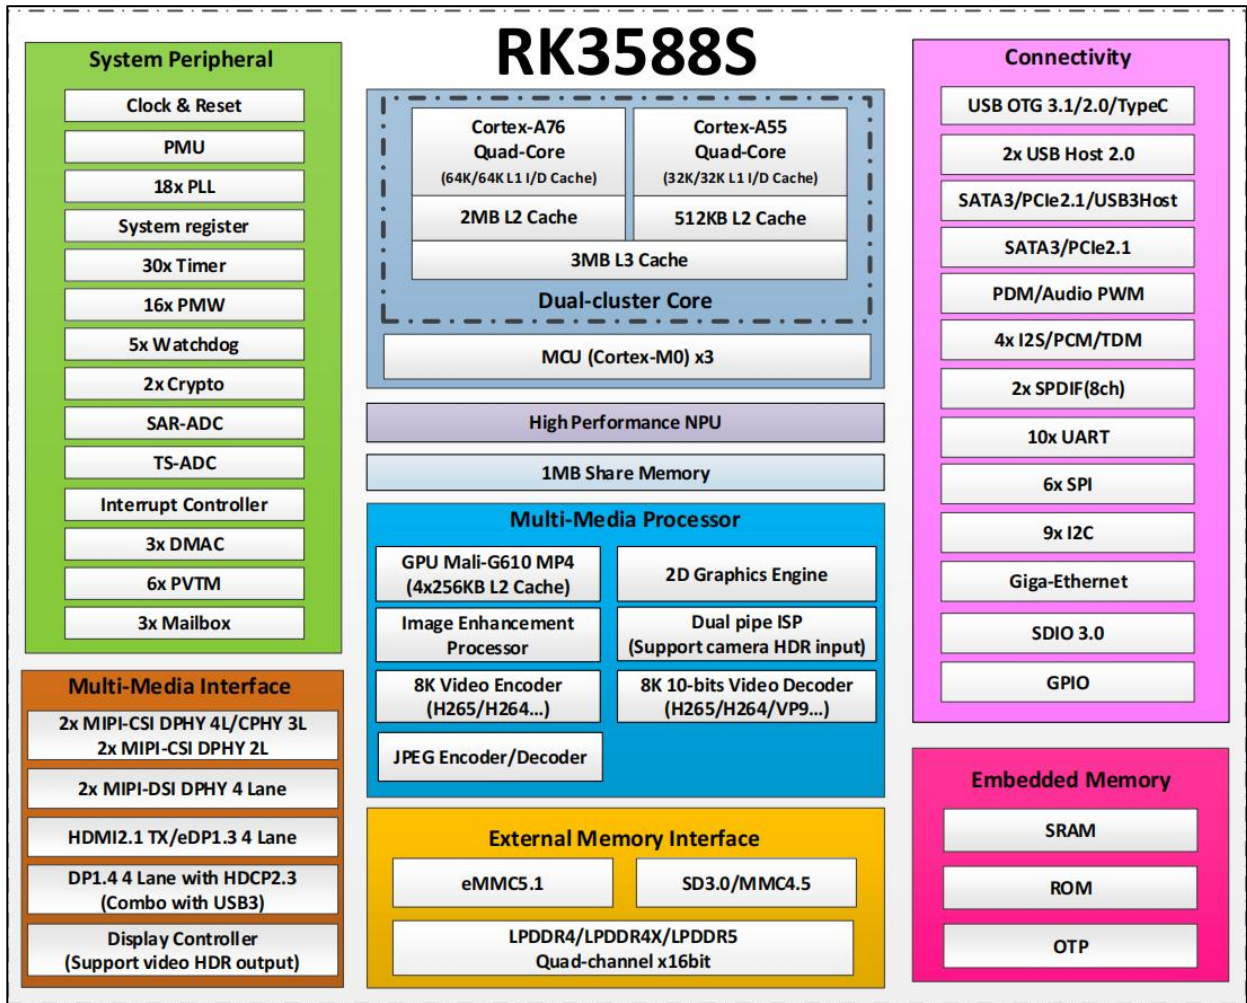 RK3588S
System Peripheral
Clock & Reset
PMU
18x PLL
System register
30x Timer
16x PMW
5x Watchdog
2x Crypto
SAR-ADC
TS-ADC
Interrupt Controller
3x DMAC
6x PVTM
3x Mailbox
Multi-Media Interface
2x MIPI-CSI DPHY 4L/CPHY 3L
2x MIPI-CSI DPHY 2L
2x MIPI-DSI DPHY 4 Lane
HDMI2.1 TX/eDP1.3 4 Lane
DP1.4 4 Lane with HDCP2.3
(Combo with USB3)
Display Controller
(Support video HDR output)
Cortex-A76
Quad-Core
(64K/64K L1 I/D Cache)
2MB L2 Cache
Cortex-A55
Quad-Core
(32K/32K L1 I/D Cache)
512KB L2 Cache
3MB L3 Cache
Dual-cluster Core
MCU (Cortex-M0) x3
High Performance NPU
1MB Share Memory
Multi-Media Processor
GPU Mali-G610 MP4
(4x256KB L2 Cache)
2D Graphics Engine
Image Enhancement
Processor
Dual pipe ISP
(Support camera HDR input)
8K Video Encoder
(H265/H264...)
8K 10-bits Video Decoder
(H265/H264/VP9...)
JPEG Encoder/Decoder
External Memory Interface
eMMC5.1
SD3.0/MMC4.5
LPDDR4/LPDDR4X/LPDDR5
Quad-channel x16bit
Connectivity
USB OTG 3.1/2.0/TypeC
2x USB Host 2.0
SATA3/PCIe2.1/USB3Host
SATA3/PCIe2.1
PDM/Audio PWM
4x I2S/PCM/TDM
2x SPDIF(8ch)
10x UART
6x SPI
9x I2C
Giga-Ethernet
SDIO 3.0
GPIO
Embedded Memory
SRAM
ROM
OTP